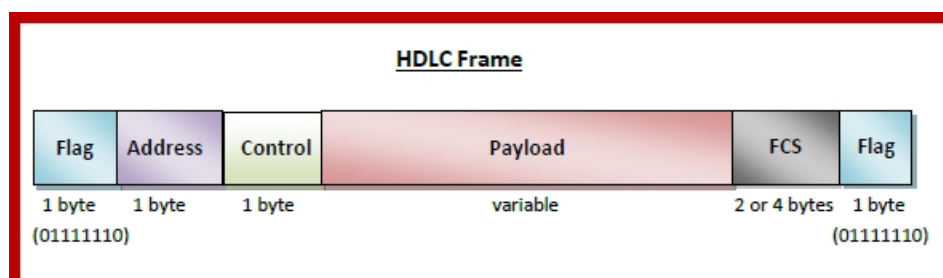 HDLC Frame
Flag Address Control Payload FCS Flag
1 byte 1 byte 1 byte variable 2 or 4 bytes 1 byte
(01111110) (01111110)